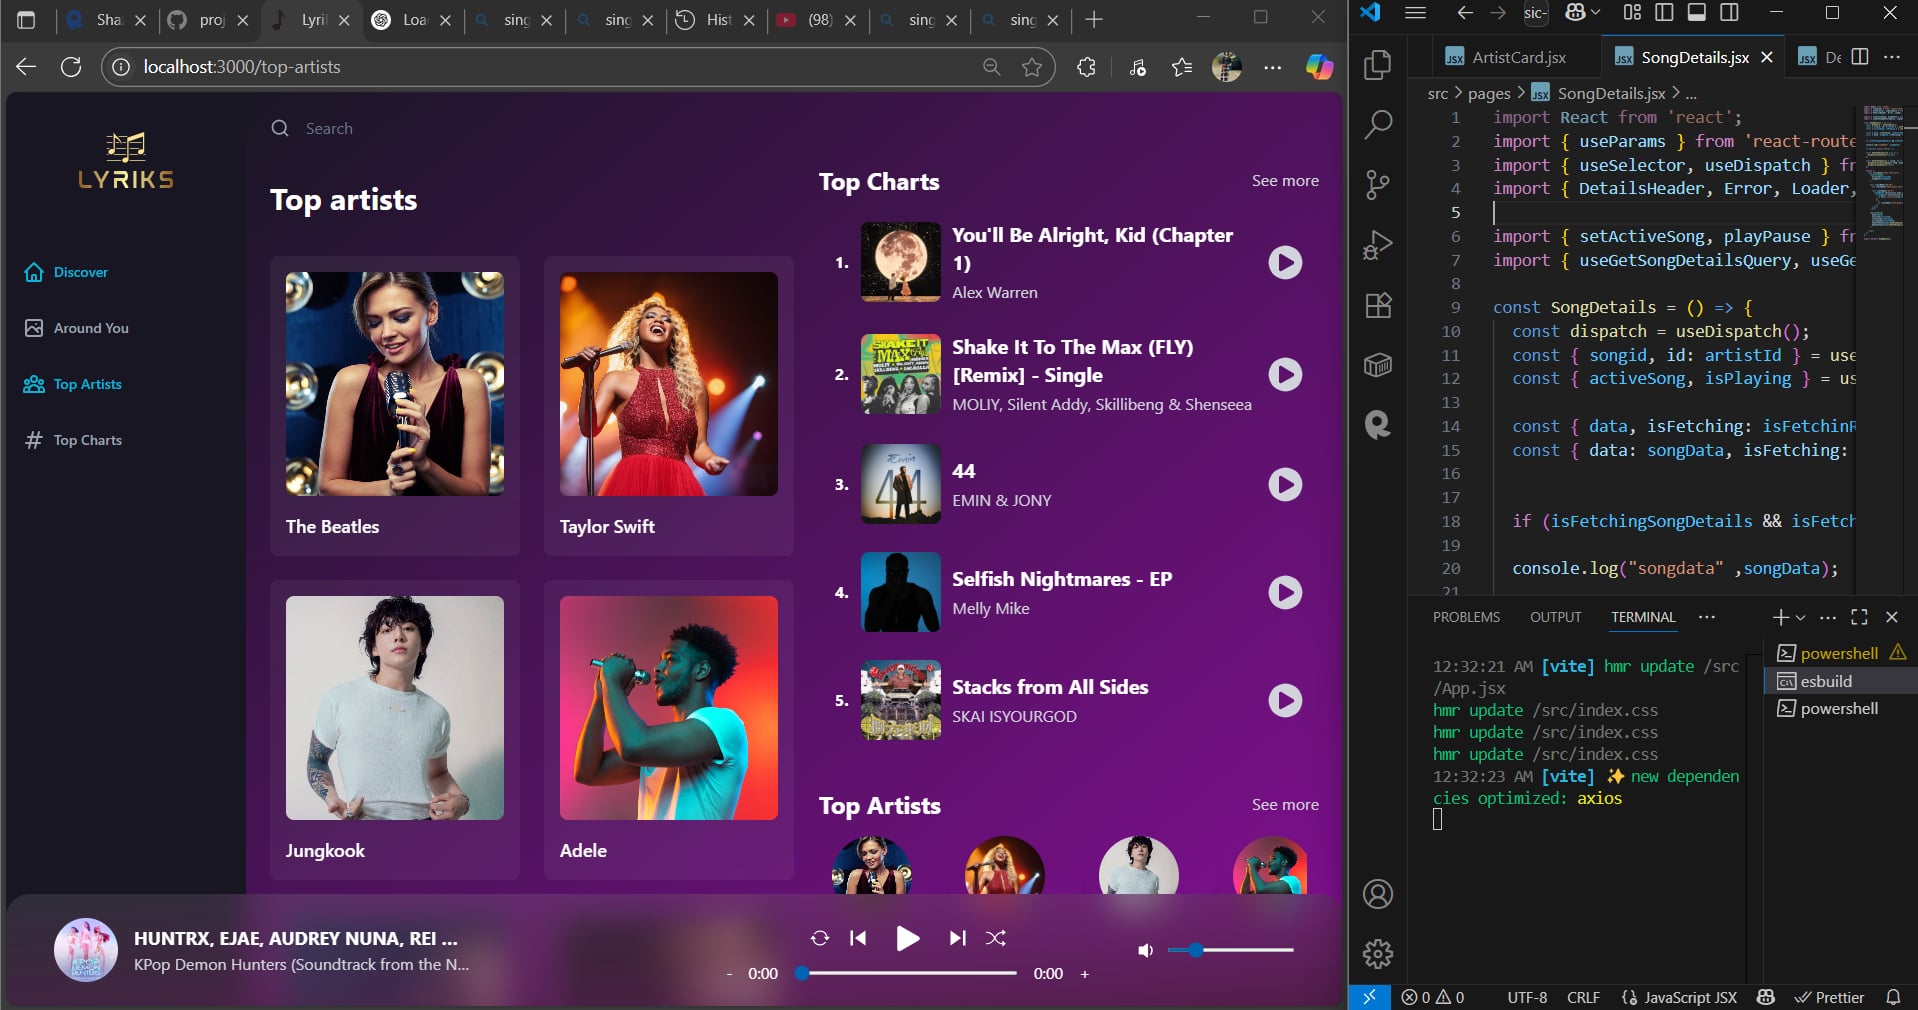 Sha
proj
Lyri
Loa
sing
sing
Hist
(98)
sing
sing
localhost:3000/top-artists
LYRIKS
Discover
Around You
Top Artists
Top Charts
Search
Top artists
The Beatles
Taylor Swift
Jungkook
Adele
Top Charts
See more
1.
You'll Be Alright, Kid (Chapter
1)
Alex Warren
2.
Shake It To The Max (FLY)
[Remix] - Single
MOLIY, Silent Addy, Skillibeng & Shenseea
3.
44
EMIN & JONY
4.
Selfish Nightmares - EP
Melly Mike
5.
Stacks from All Sides
SKAI ISYOURGOD
Top Artists
See more
HUNTRX, EJAE, AUDREY NUNA, REI ...
KPop Demon Hunters (Soundtrack from the N...
- 0:00
0:00 +
sic-
ArtistCard.jsx
SongDetails.jsx
De
src > pages > SongDetails.jsx > ...
1 import React from 'react';
2 import { useParams } from 'react-route
3 import { useSelector, useDispatch } fr
4 import { DetailsHeader, Error, Loader,
5
6 import { setActiveSong, playPause } fr
7 import { useGetSongDetailsQuery, useGe
8
9 const SongDetails = () => {
10 const dispatch = useDispatch();
11 const { songid, id: artistId } = use
12 const { activeSong, isPlaying } = us
13
14 const { data, isFetching: isFetchinR
15 const { data: songData, isFetching:
16
17
18 if (isFetchingSongDetails && isFetch
19
20 console.log("songdata" ,songData);
21
PROBLEMS OUTPUT TERMINAL
12:32:21 AM [vite] hmr update /src
/App.jsx
hmr update /src/index.css
hmr update /src/index.css
hmr update /src/index.css
12:32:23 AM [vite] ✨ new dependen
cies optimized: axios
powershell
esbuild
powershell
0 0
UTF-8 CRLF {} JavaScript JSX Prettier